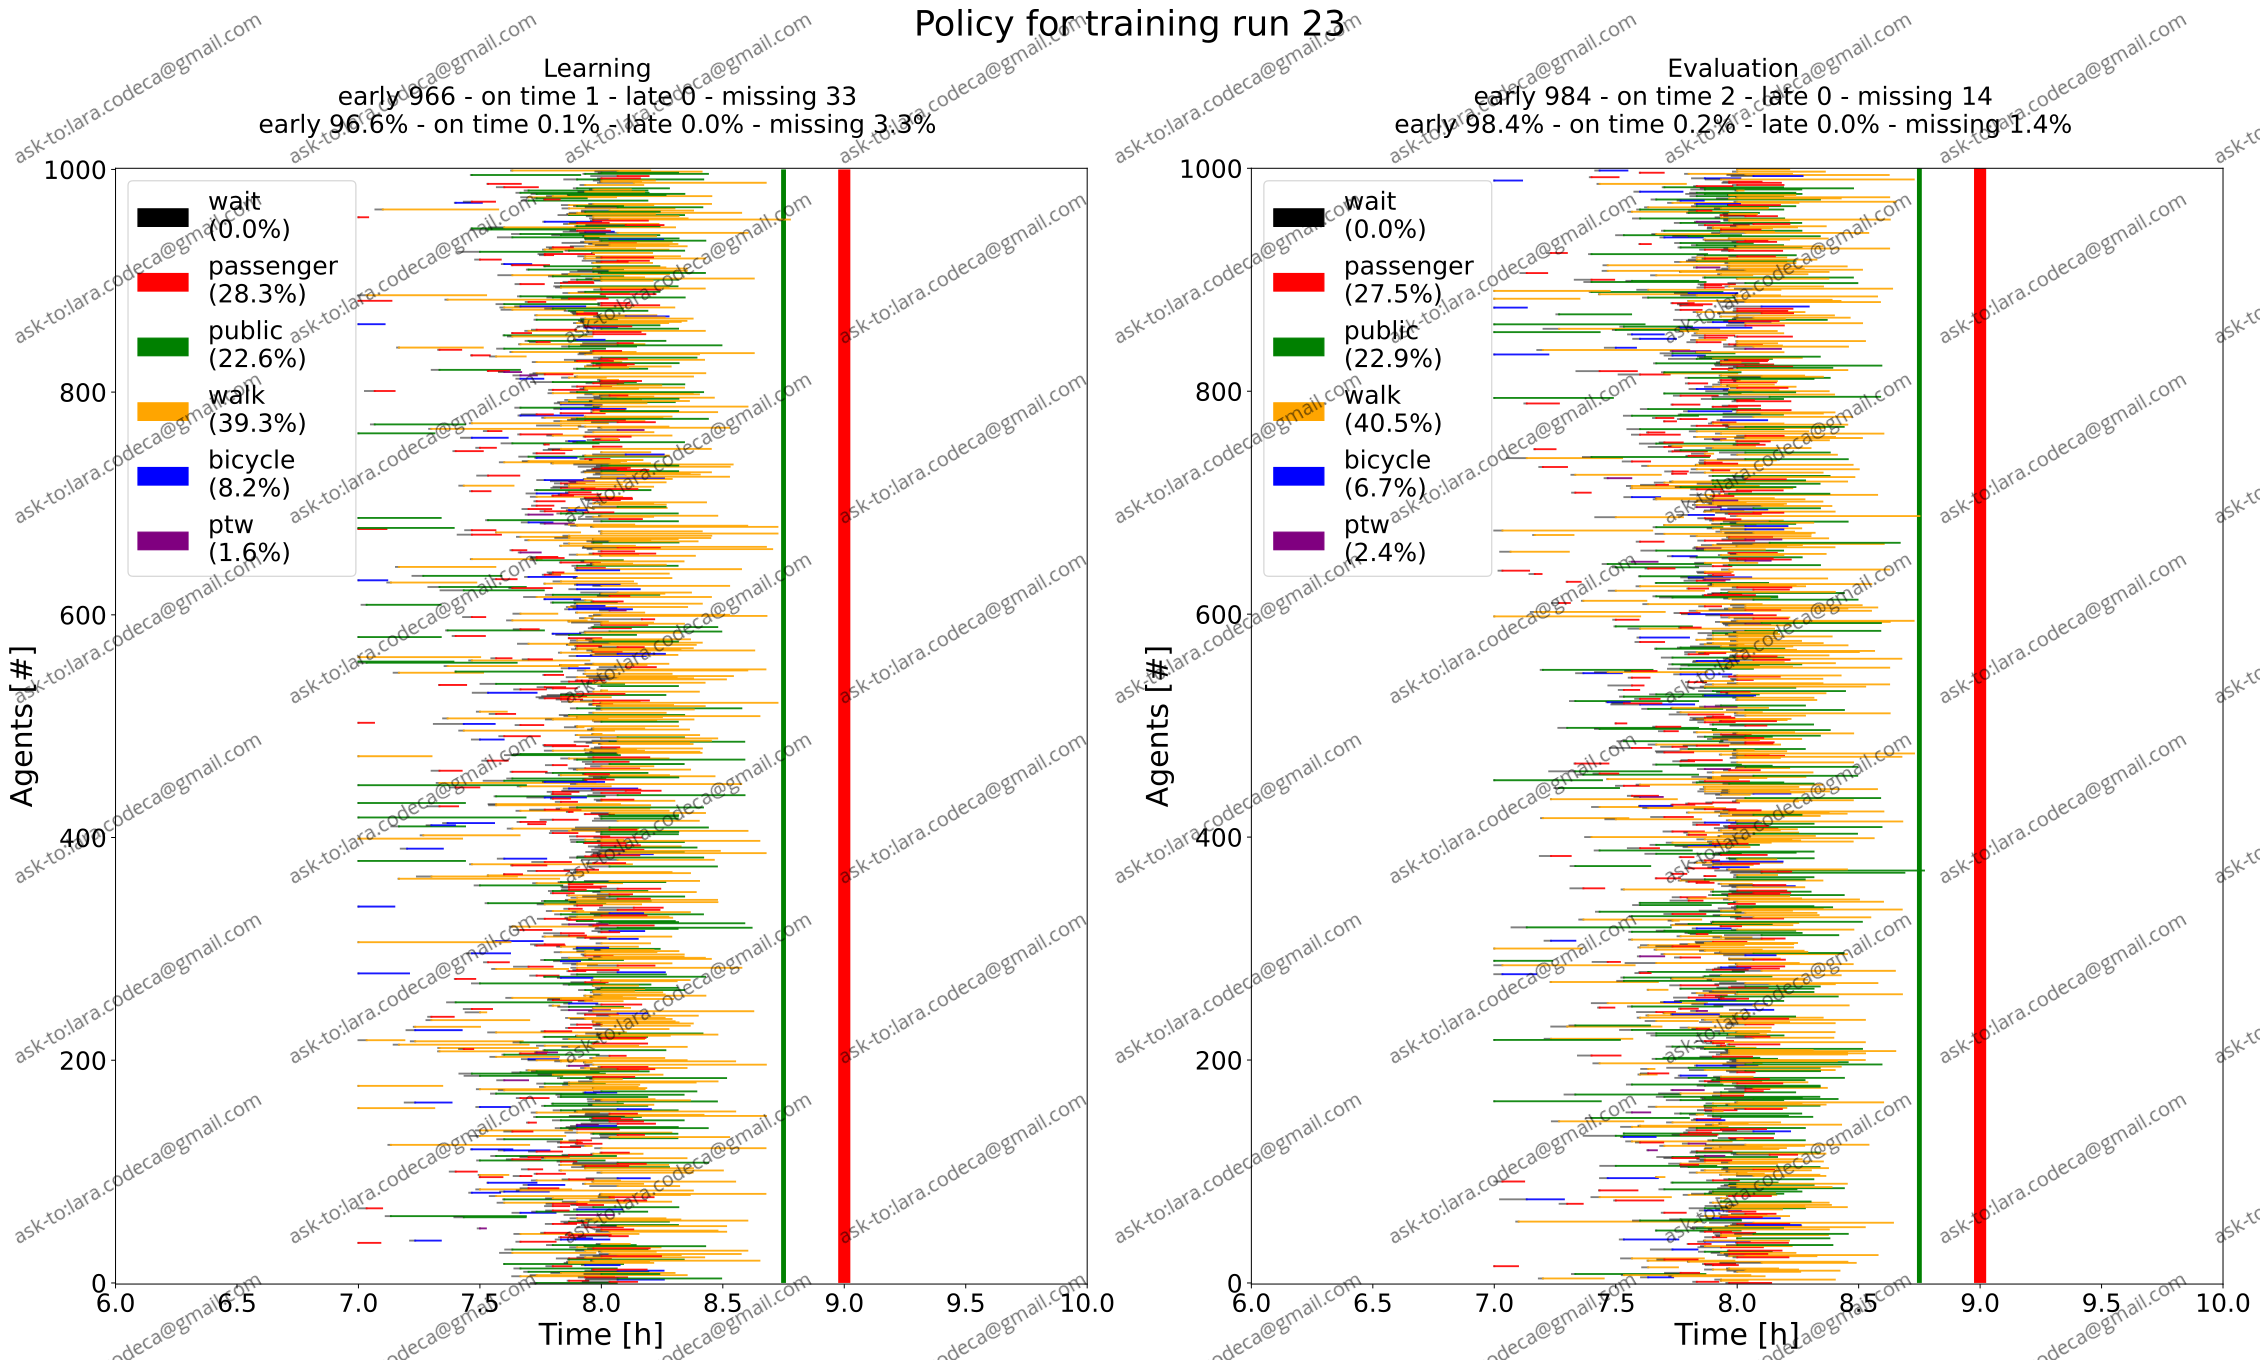 Policy for training run 23
Learning
early 966 - on time 1 - late 0 - missing 33
early 96.6% - on time 0.1% - late 0.0% - missing 3.3%
Agents [#]
1000
800
600
400
200
0
wait
(0.0%)
passenger
(28.3%)
public
(22.6%)
walk
(39.3%)
bicycle
(8.2%)
ptw
(1.6%)
6.0 6.5 7.0 7.5 8.0 8.5 9.0 9.5 10.0
Time [h]
Evaluation
early 984 - on time 2 - late 0 - missing 14
early 98.4% - on time 0.2% - late 0.0% - missing 1.4%
Agents [#]
1000
800
600
400
200
0
wait
(0.0%)
passenger
(27.5%)
public
(22.9%)
walk
(40.5%)
bicycle
(6.7%)
ptw
(2.4%)
6.0 6.5 7.0 7.5 8.0 8.5 9.0 9.5 10.0
Time [h]
ask-to:lara.codeca@gmail.com